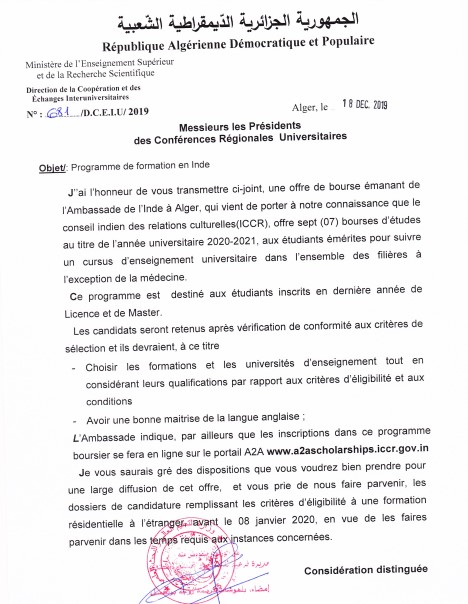 الجمهورية الجزائرية الديمقراطية الشعبية
République Algérienne Démocratique et Populaire
Ministère de l'Enseignement Supérieur
et de la Recherche Scientifique
Direction de la Coopération et des
Échanges Interuniversitaires
N° : 681 /D.C.E.I.U/ 2019
Alger, le 18 DEC. 2019
Messieurs les Présidents
des Conférences Régionales Universitaires
Objet/: Programme de formation en Inde
J''ai l'honneur de vous transmettre ci-joint, une offre de bourse émanant de
l'Ambassade de l'Inde à Alger, qui vient de porter à notre connaissance que le
conseil indien des relations culturelles(ICCR), offre sept (07) bourses d'études
au titre de l'année universitaire 2020-2021, aux étudiants émérites pour suivre
un cursus d'enseignement universitaire dans l'ensemble des filières à
l'exception de la médecine.
Ce programme est destiné aux étudiants inscrits en dernière année de
Licence et de Master.
Les candidats seront retenus après vérification de conformité aux critères de
sélection et ils devraient, à ce titre
- Choisir les formations et les universités d'enseignement tout en
considérant leurs qualifications par rapport aux critères d'éligibilité et aux
conditions
- Avoir une bonne maitrise de la langue anglaise ;
L'Ambassade indique, par ailleurs que les inscriptions dans ce programme
boursier se fera en ligne sur le portail A2A www.a2ascholarships.iccr.gov.in
Je vous saurais gré des dispositions que vous voudrez bien prendre pour
une large diffusion de cet offre, et vous prie de nous faire parvenir, les
dossiers de candidature remplissant les critères d'éligibilité à une formation
résidentielle à l'étranger, avant le 08 janvier 2020, en vue de les faires
parvenir dans les temps requis aux instances concernées.
Considération distinguée